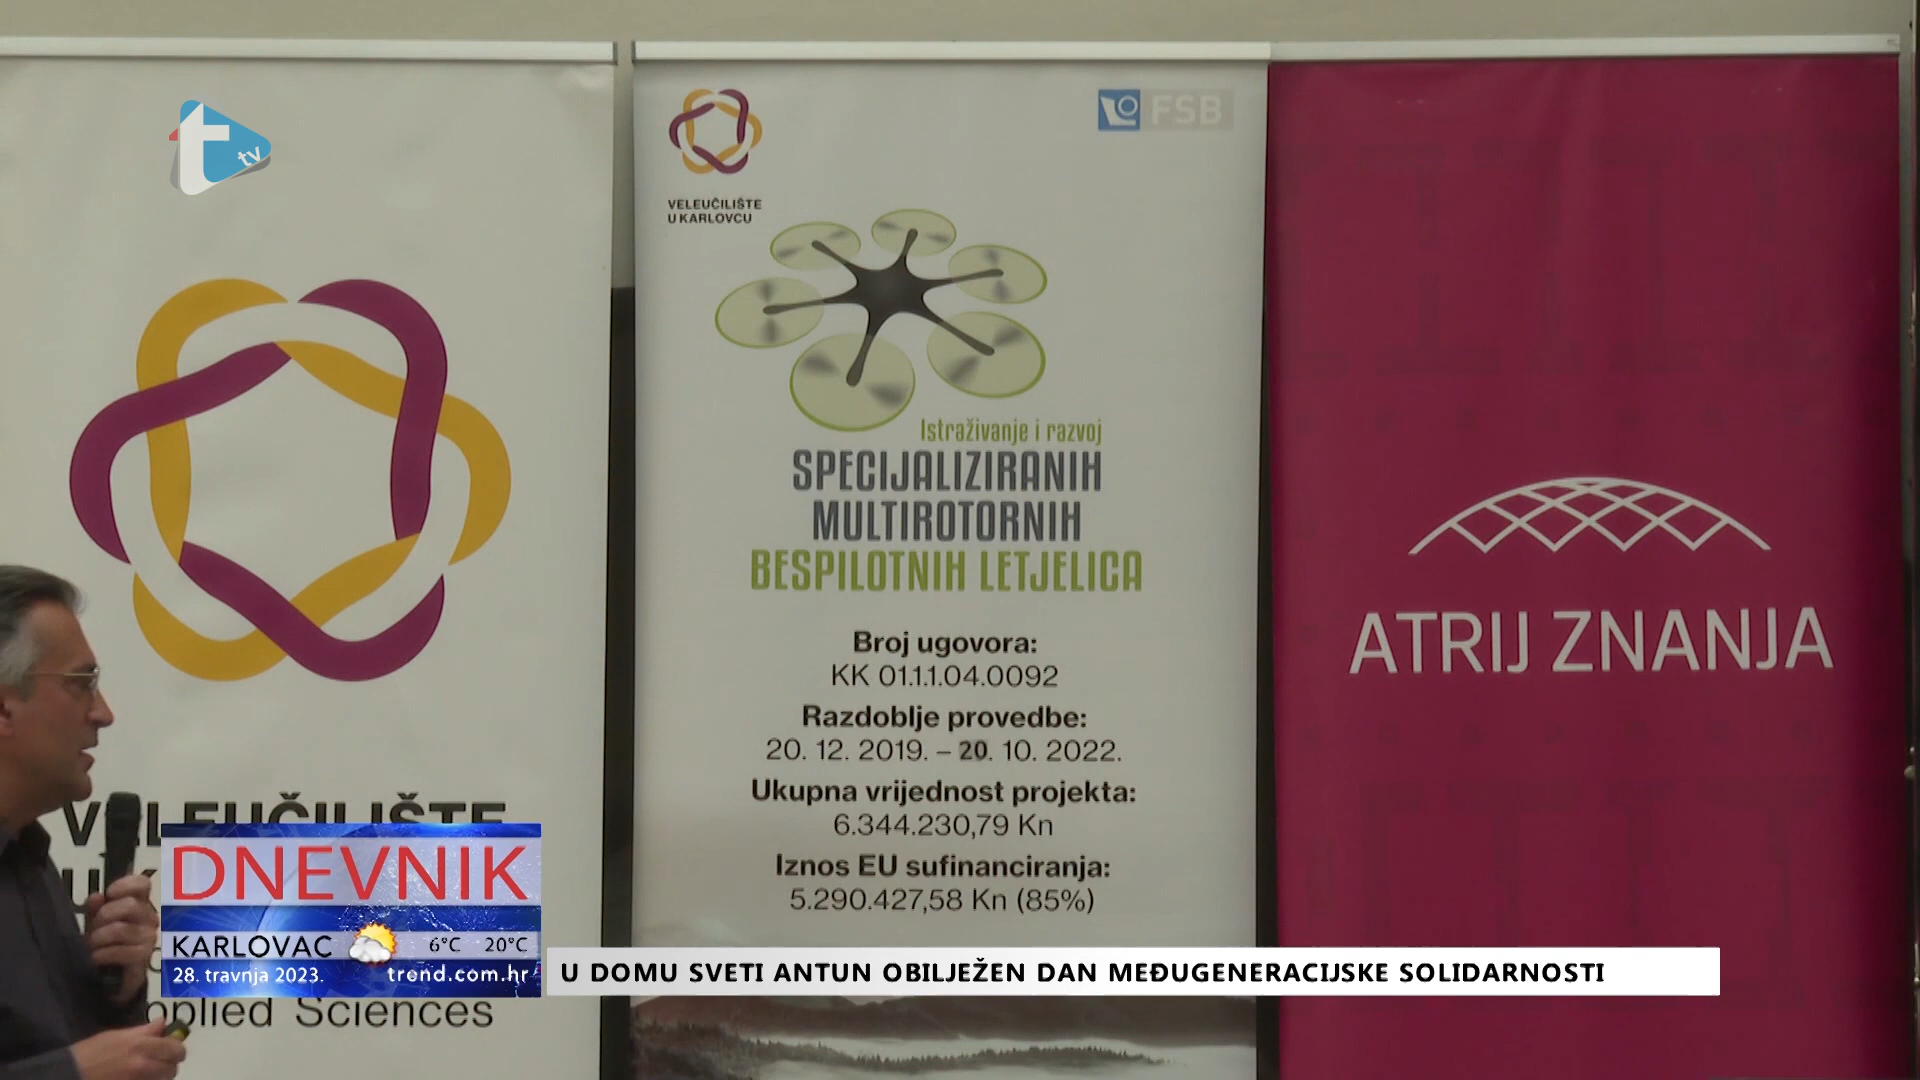 t tv
VELEUČILIŠTE
pplied Sciences
VELEUČILIŠTE
U KARLOVCU
FSB
Istraživanje i razvoj
SPECIJALIZIRANIH
MULTIROTORNIH
BESPILOTNIH LETJELICA
Broj ugovora:
KK 01.1.1.04.0092
Razdoblje provedbe:
20. 12. 2019. – 20. 10. 2022.
Ukupna vrijednost projekta:
6.344.230,79 Kn
Iznos EU sufinanciranja:
5.290.427,58 Kn (85%)
ATRIJ ZNANJA
DNEVNIK
KARLOVAC 6°C 20°C
28. travnja 2023. trend.com.hr
U DOMU SVETI ANTUN OBILJEŽEN DAN MEĐUGENERACIJSKE SOLIDARNOSTI